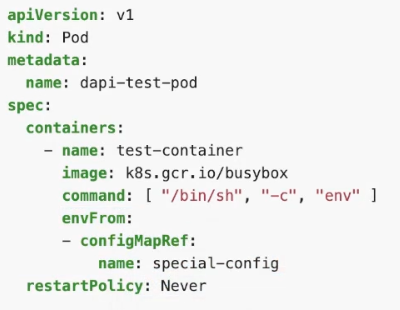 apiVersion: v1
kind: Pod
metadata:
  name: dapi-test-pod
spec:
  containers:
    - name: test-container
      image: k8s.gcr.io/busybox
      command: [ "/bin/sh", "-c", "env" ]
      envFrom:
      - configMapRef:
          name: special-config
  restartPolicy: Never